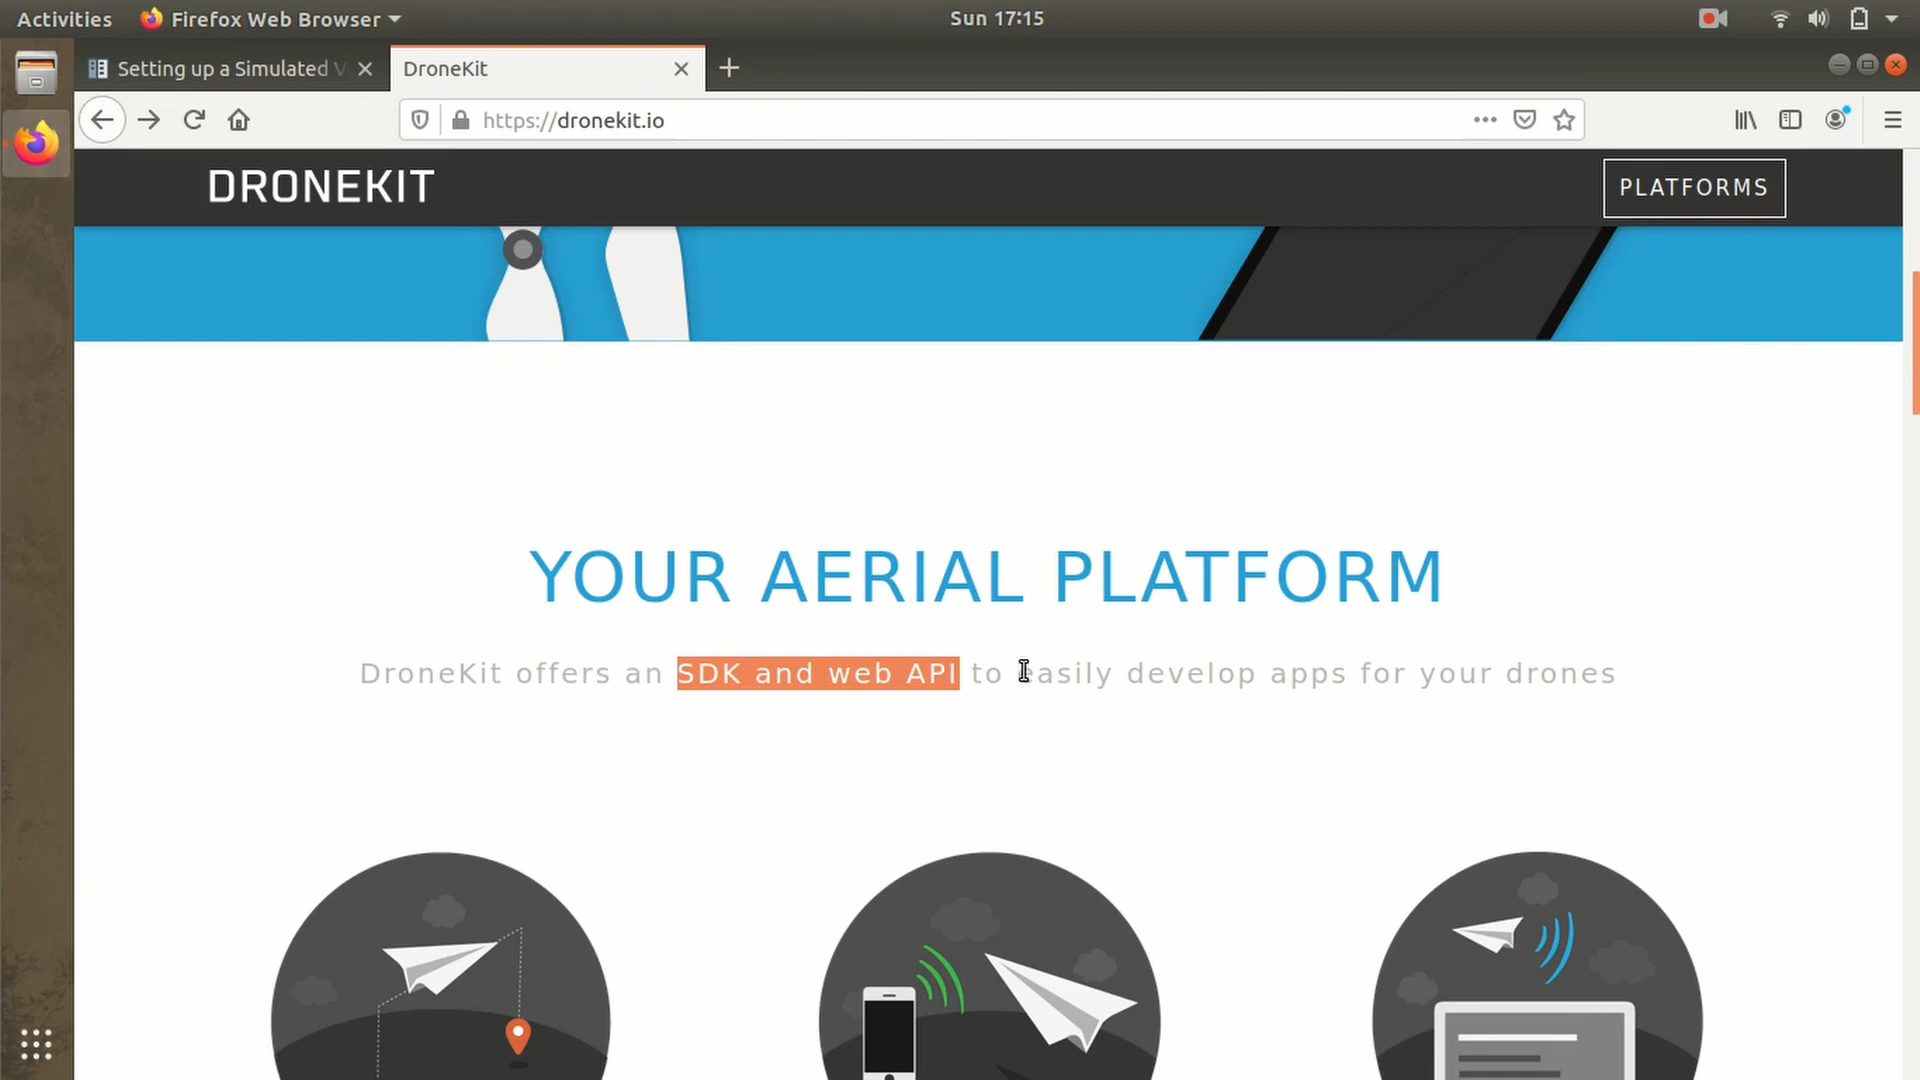 Activities Firefox Web Browser Sun 17:15
Setting up a Simulated V DroneKit
https://dronekit.io
DRONEKIT PLATFORMS
YOUR AERIAL PLATFORM
DroneKit offers an SDK and web API to easily develop apps for your drones